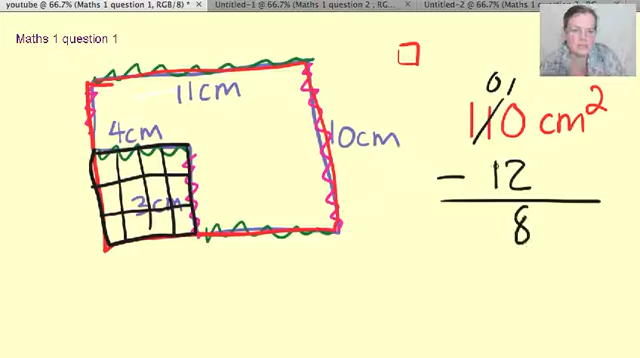 youtube @ 66.7% (Maths 1 question 1, RGB/8) *
Untitled-1 @ 66.7% (Maths 1 question 2 , RG...
Untitled-2 @ 66.7% (Maths 1 question
Maths 1 question 1
11cm
4cm
10cm
3cm
0 1
110 cm²
- 12
8